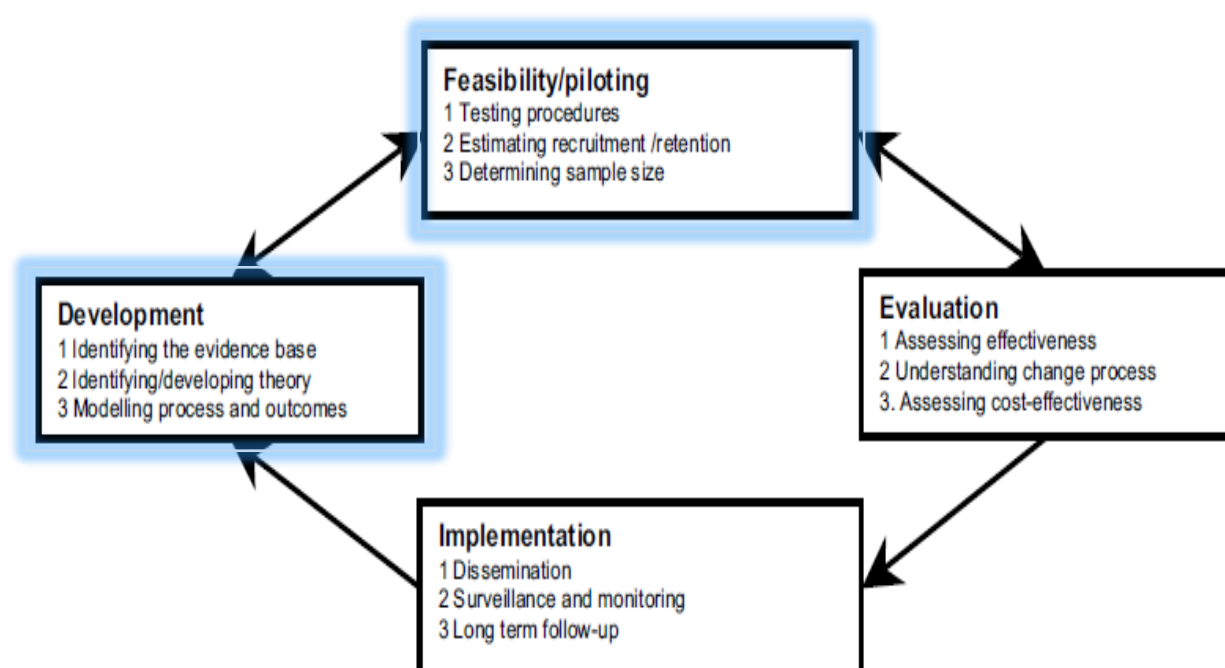 Feasibility/piloting
1 Testing procedures
2 Estimating recruitment /retention
3 Determining sample size
Development
1 Identifying the evidence base
2 Identifying/developing theory
3 Modelling process and outcomes
Evaluation
1 Assessing effectiveness
2 Understanding change process
3. Assessing cost-effectiveness
Implementation
1 Dissemination
2 Surveillance and monitoring
3 Long term follow-up